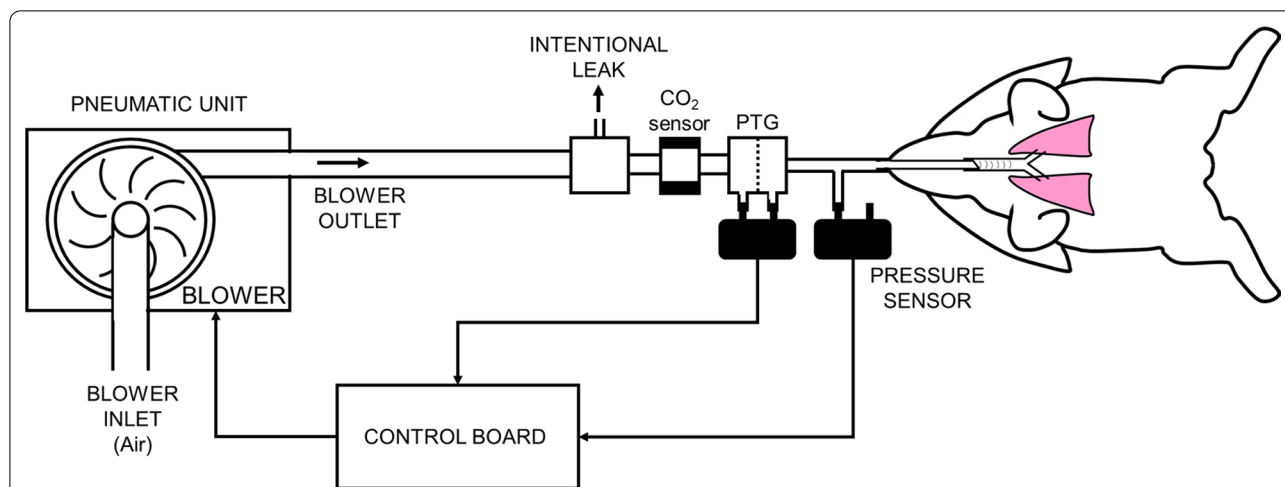 INTENTIONAL
LEAK
PNEUMATIC UNIT
CO₂
sensor
PTG
BLOWER
OUTLET
BLOWER
PRESSURE
SENSOR
BLOWER
INLET
(Air)
CONTROL BOARD